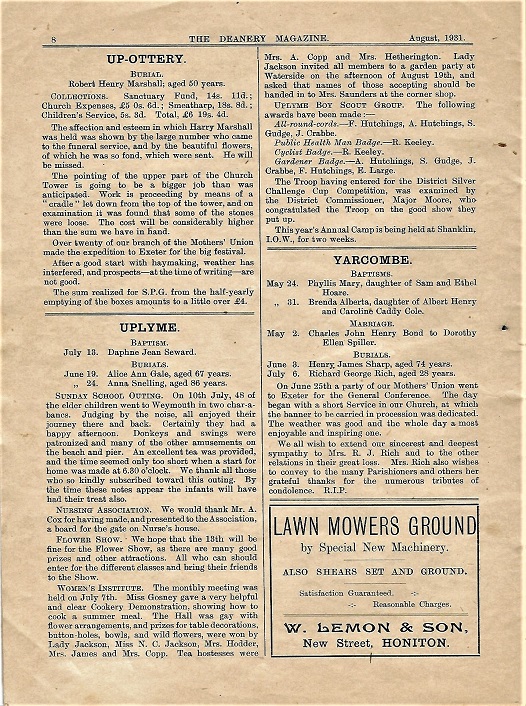 8 THE DEANERY MAGAZINE. August, 1931.
UP-OTTERY.
BURIAL.
Robert Henry Marshall; aged 50 years.
COLLECTIONS. Sanctuary Fund, 14s. 11d.;
Church Expenses, £5 0s. 6d.; Smeatharp, 18s. 8d.;
Children's Service, 5s. 3d. Total, £6 19s. 4d.
The affection and esteem in which Harry Marshall
was held was shown by the large number who came
to the funeral service, and by the beautiful flowers,
of which he was so fond, which were sent. He will
be missed.
The pointing of the upper part of the Church
Tower is going to be a bigger job than was
anticipated. Work is proceeding by means of a
"cradle" let down from the top of the tower, and on
examination it was found that some of the stones
were loose. The cost will be considerably higher
than the sum we have in hand.
Over twenty of our branch of the Mothers' Union
made the expedition to Exeter for the big festival.
After a good start with haymaking, weather has
interfered, and prospects—at the time of writing—are
not good.
The sum realized for S.P.G. from the half-yearly
emptying of the boxes amounts to a little over £4.
UPLYME.
BAPTISM.
July 13. Daphne Jean Seward.
BURIALS.
June 19. Alice Ann Gale, aged 67 years.
„ 24. Anna Snelling, aged 86 years.
SUNDAY SCHOOL OUTING. On 10th July, 48 of
the elder children went to Weymouth in two char-a-
bancs. Judging by the noise, all enjoyed their
journey there and back. Certainly they had a
happy afternoon. Donkeys and swings were
patronized and many of the other amusements on
the beach and pier. An excellent tea was provided,
and the time seemed only too short when a start for
home was made at 6.30 o'clock. We thank all those
who so kindly subscribed toward this outing. By
the time these notes appear the infants will have
had their treat also.
NURSING ASSOCIATION. We would thank Mr. A.
Cox for having made, and presented to the Association,
a board for the gate on Nurse's house.
FLOWER SHOW. We hope that the 13th will be
fine for the Flower Show, as there are many good
prizes and other attractions. All who can should
enter for the different classes and bring their friends
to the Show.
WOMEN'S INSTITUTE. The monthly meeting was
held on July 7th. Miss Gosney gave a very helpful
and clear Cookery Demonstration, showing how to
cook a summer meal. The Hall was gay with
flower arrangements, and prizes for table decorations,
button-holes, bowls, and wild flowers, were won by
Lady Jackson, Miss N. C. Jackson, Mrs. Hodder,
Mrs. James and Mrs. Copp. Tea hostesses were
Mrs. A. Copp and Mrs. Hetherington. Lady
Jackson invited all members to a garden party at
Waterside on the afternoon of August 19th, and
asked that names of those accepting should be
handed in to Mrs. Saunders at the corner shop.
UPLYME BOY SCOUT GROUP. The following
awards have been made:—
All-round-cords.—F. Hutchings, A. Hutchings, S.
Gudge, J. Crabbe.
Public Health Man Badge.—R. Keeley.
Cyclist Badge.—R. Keeley.
Gardener Badge.—A. Hutchings, S. Gudge, J.
Crabbe, F. Hutchings, E. Large.
The Troop having entered for the District Silver
Challenge Cup Competition, was examined by
the District Commissioner, Major Moore, who
congratulated the Troop on the good show they
put up.
This year's Annual Camp is being held at Shanklin,
I.O.W., for two weeks.
YARCOMBE.
BAPTISMS.
May 24. Phyllis Mary, daughter of Sam and Ethel
Hoare.
„ 31. Brenda Alberta, daughter of Albert Henry
and Caroline Caddy Cole.
MARRIAGE.
May 2. Charles John Henry Bond to Dorothy
Ellen Spiller.
BURIALS.
June 3. Henry James Sharp, aged 74 years.
July 6. Richard George Rich, aged 28 years.
On June 25th a party of our Mothers' Union went
to Exeter for the General Conference. The day
began with a short Service in our Church, at which
the banner to be carried in procession was dedicated.
The weather was good and the whole day a most
enjoyable and inspiring one.
We all wish to extend our sincerest and deepest
sympathy to Mrs. R. J. Rich and to the other
relations in their great loss. Mrs. Rich also wishes
to convey to the many Parishioners and others her
grateful thanks for the numerous tributes of
condolence. R.I.P.
LAWN MOWERS GROUND
by Special New Machinery.
ALSO SHEARS SET AND GROUND.
Satisfaction Guaranteed. -:-
-:- Reasonable Charges.
W. LEMON & SON,
New Street, HONITON.